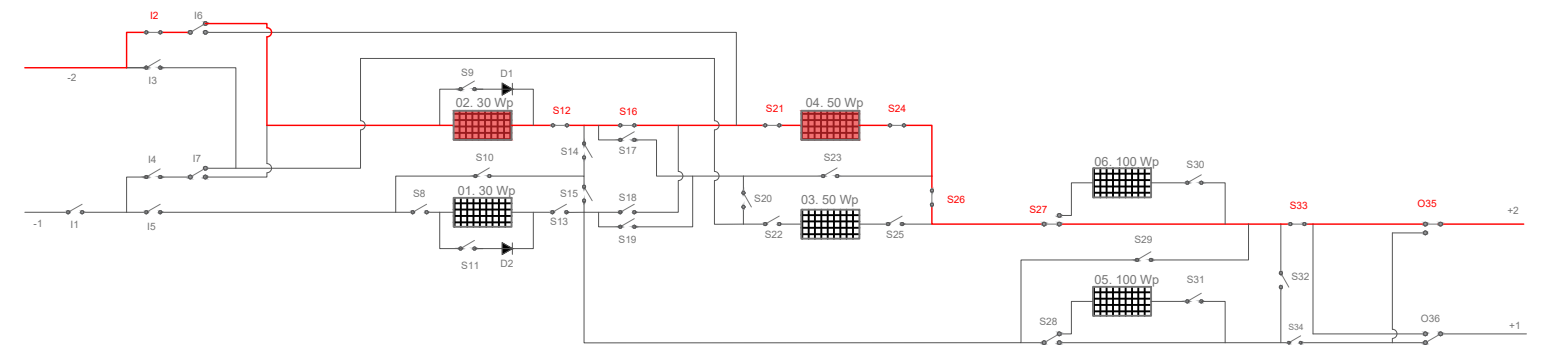 I2
I6
-2
I3
S9
D1
02. 30 Wp
S12
S16
S21
04. 50 Wp
S24
S17
S14
I4
I7
S10
S23
06. 100 Wp
S30
S8
01. 30 Wp
S15
S18
S20
03. 50 Wp
S26
S27
S33
O35
+2
-1
I1
I5
S13
S19
S22
S25
S11
D2
S29
05. 100 Wp
S31
S32
S28
S34
O36
+1